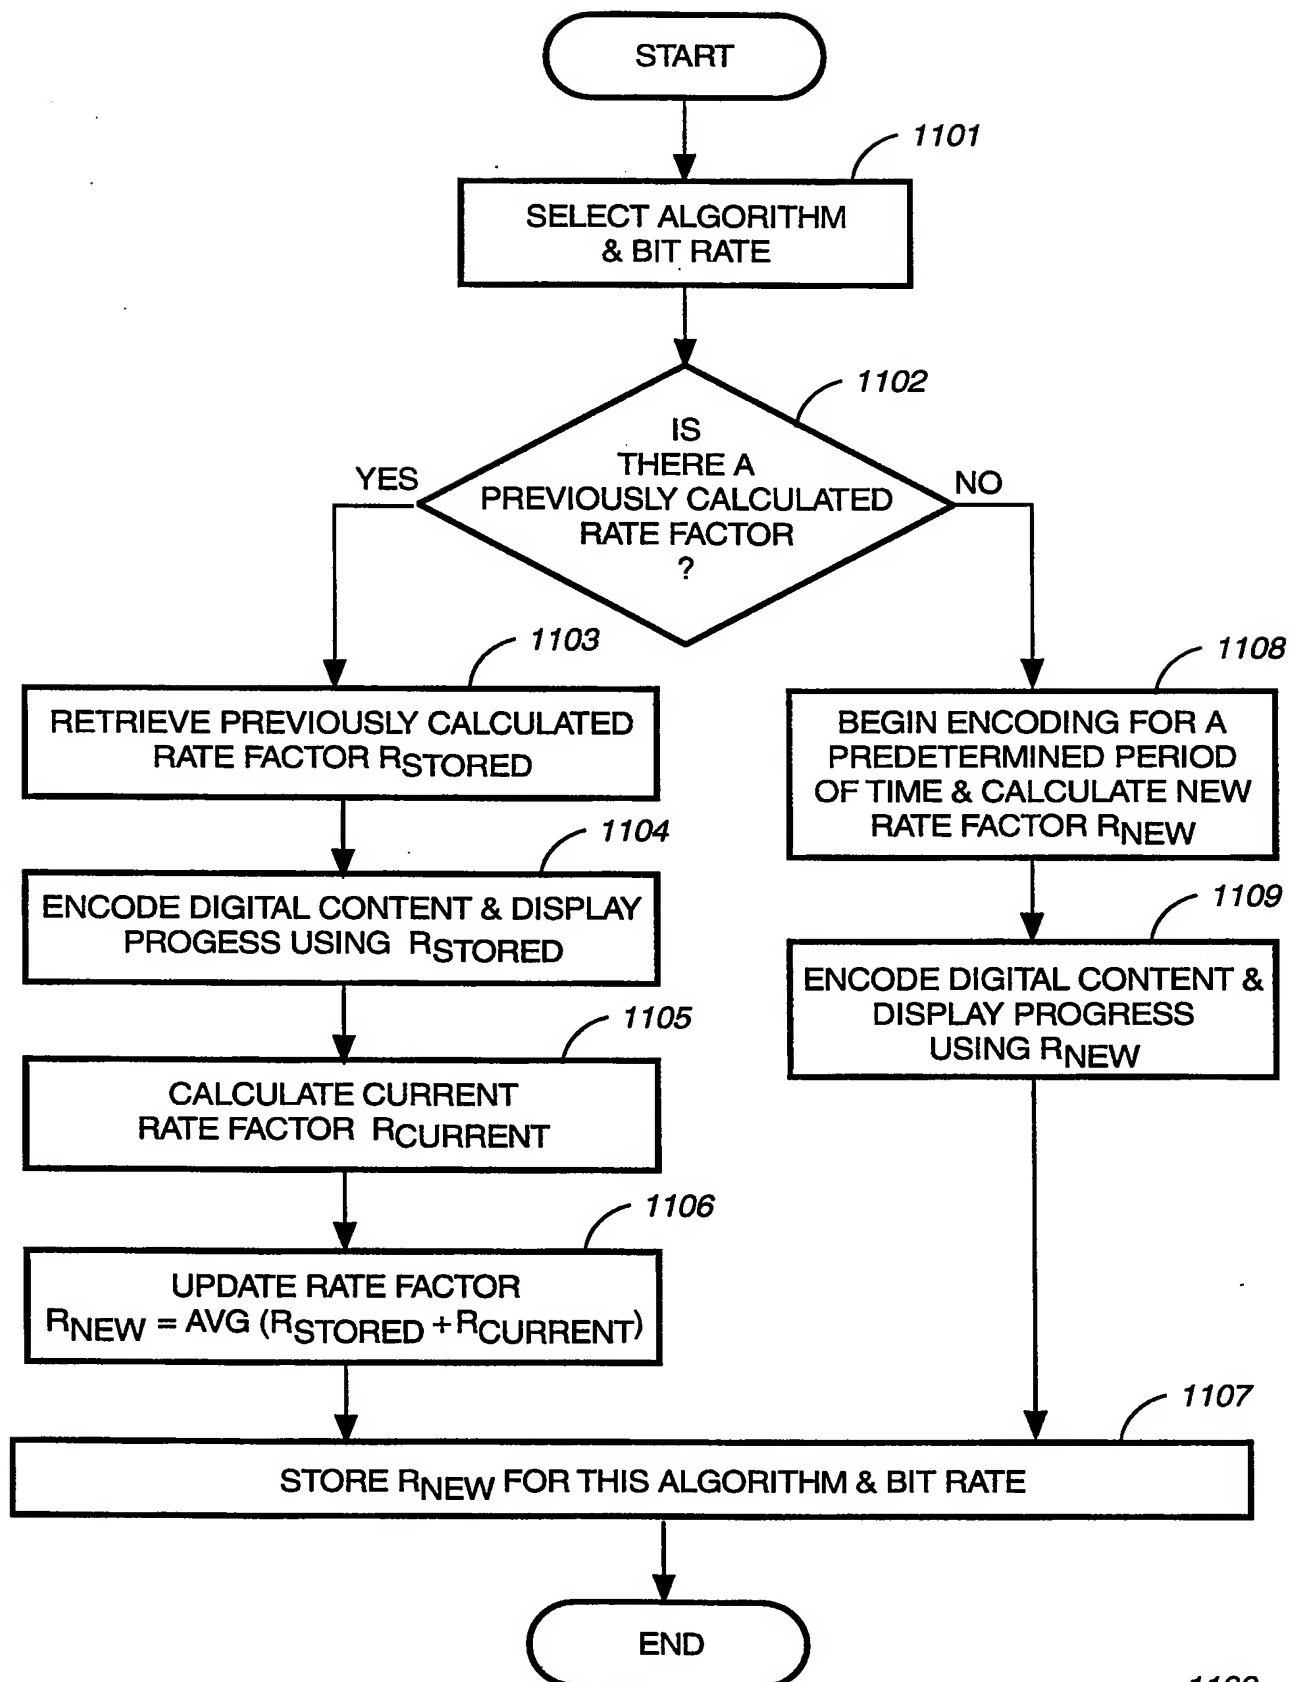 START
1101
SELECT ALGORITHM
& BIT RATE
1102
IS
THERE A
PREVIOUSLY CALCULATED
RATE FACTOR
?
YES
NO
1103
RETRIEVE PREVIOUSLY CALCULATED
RATE FACTOR RSTORED
1104
ENCODE DIGITAL CONTENT & DISPLAY
PROGESS USING RSTORED
1105
CALCULATE CURRENT
RATE FACTOR RCURRENT
1106
UPDATE RATE FACTOR
RNEW = AVG (RSTORED + RCURRENT)
1108
BEGIN ENCODING FOR A
PREDETERMINED PERIOD
OF TIME & CALCULATE NEW
RATE FACTOR RNEW
1109
ENCODE DIGITAL CONTENT &
DISPLAY PROGRESS
USING RNEW
1107
STORE RNEW FOR THIS ALGORITHM & BIT RATE
END